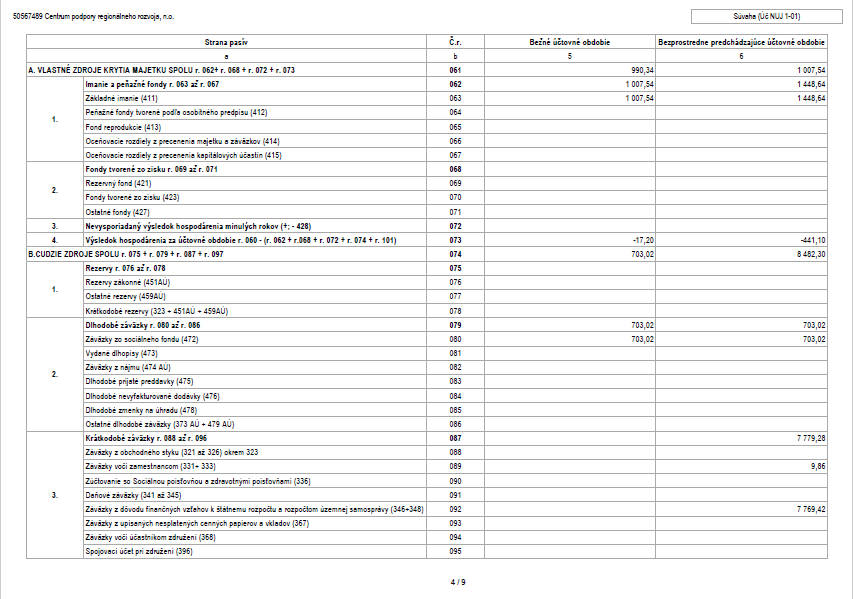 50567489 Centrum podpory regionálneho rozvoja, n.o.
Súvaha (Úč NUJ 1-01)
Strana pasív Č.r. Bežné účtovné obdobie Bezprostredne predchádzajúce účtovné obdobie
a b 5 6
A. VLASTNÉ ZDROJE KRYTIA MAJETKU SPOLU r. 062+ r. 068 + r. 072 + r. 073 061 990,34 1 007,54
1.
Imanie a peňažné fondy r. 063 až r. 067 062 1 007,54 1 448,64
Základné imanie (411) 063 1 007,54 1 448,64
Peňažné fondy tvorené podľa osobitného predpisu (412) 064
Fond reprodukcie (413) 065
Oceňovacie rozdiely z precenenia majetku a záväzkov (414) 066
Oceňovacie rozdiely z precenenia kapitálových účastín (415) 067
2.
Fondy tvorené zo zisku r. 069 až r. 071 068
Rezervný fond (421) 069
Fondy tvorené zo zisku (423) 070
Ostatné fondy (427) 071
3. Nevysporiadaný výsledok hospodárenia minulých rokov (+; - 428) 072
4. Výsledok hospodárenia za účtovné obdobie r. 060 - (r. 062 + r.068 + r. 072 + r. 074 + r. 101) 073 -17,20 -441,10
B.CUDZIE ZDROJE SPOLU r. 075 + r. 079 + r. 087 + r. 097 074 703,02 8 482,30
1.
Rezervy r. 076 až r. 078 075
Rezervy zákonné (451AÚ) 076
Ostatné rezervy (459AÚ) 077
Krátkodobé rezervy (323 + 451AÚ + 459AÚ) 078
2.
Dlhodobé záväzky r. 080 až r. 086 079 703,02 703,02
Záväzky zo sociálneho fondu (472) 080 703,02 703,02
Vydané dlhopisy (473) 081
Záväzky z nájmu (474 AÚ) 082
Dlhodobé prijaté preddavky (475) 083
Dlhodobé nevyfakturované dodávky (476) 084
Dlhodobé zmenky na úhradu (478) 085
Ostatné dlhodobé záväzky (373 AÚ + 479 AÚ) 086
3.
Krátkodobé záväzky r. 088 až r. 096 087 7 779,28
Záväzky z obchodného styku (321 až 326) okrem 323 088
Záväzky voči zamestnancom (331+ 333) 089 9,86
Zúčtovanie so Sociálnou poisťovňou a zdravotnými poisťovňami (336) 090
Daňové záväzky (341 až 345) 091
Záväzky z dôvodu finančných vzťahov k štátnemu rozpočtu a rozpočtom územnej samosprávy (346+348) 092 7 769,42
Záväzky z upísaných nesplatených cenných papierov a vkladov (367) 093
Záväzky voči účastníkom združení (368) 094
Spojovací účet pri združení (396) 095
4 / 9